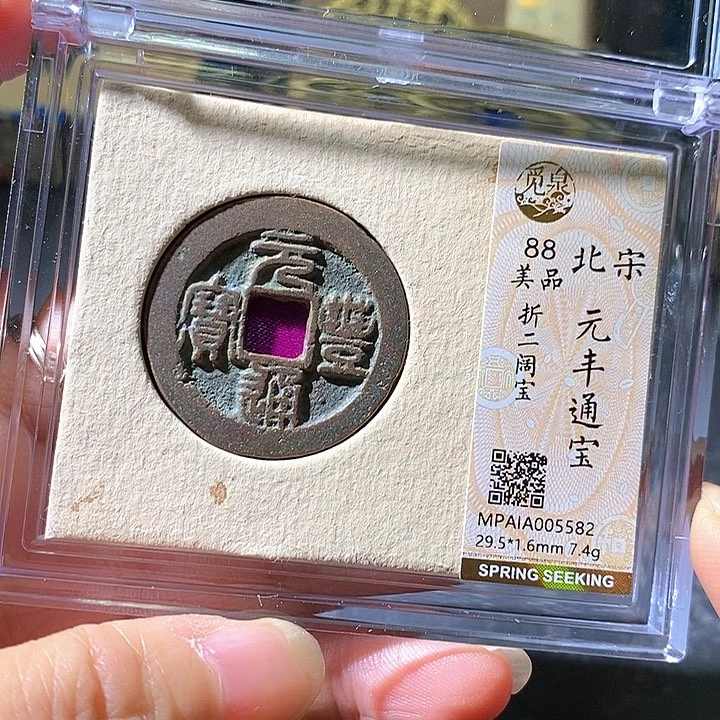 元豐通寶
觅泉
88
美品
北宋
元丰通宝
折二阔宝
MPAIA005582
29.5*1.6mm 7.4g
SPRING SEEKING